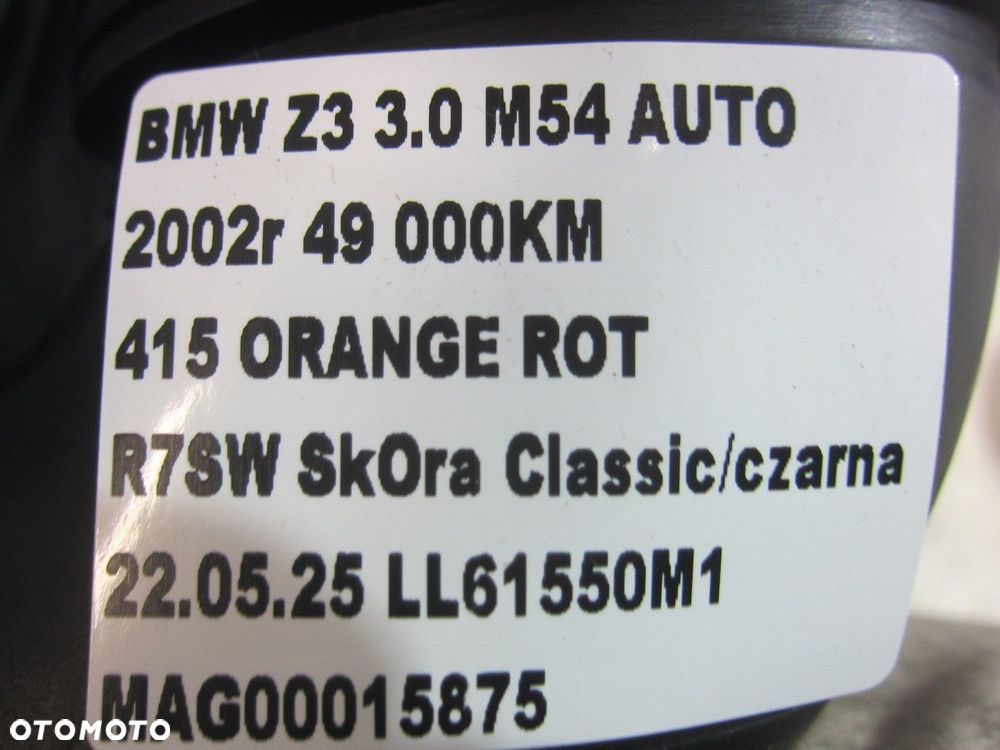 BMW Z3 3.0 M54 AUTO
2002r 49 000KM
415 ORANGE ROT
R7SW SkOra Classic/czarna
22.05.25 LL61550M1
MAG00015875
OTOMOTO